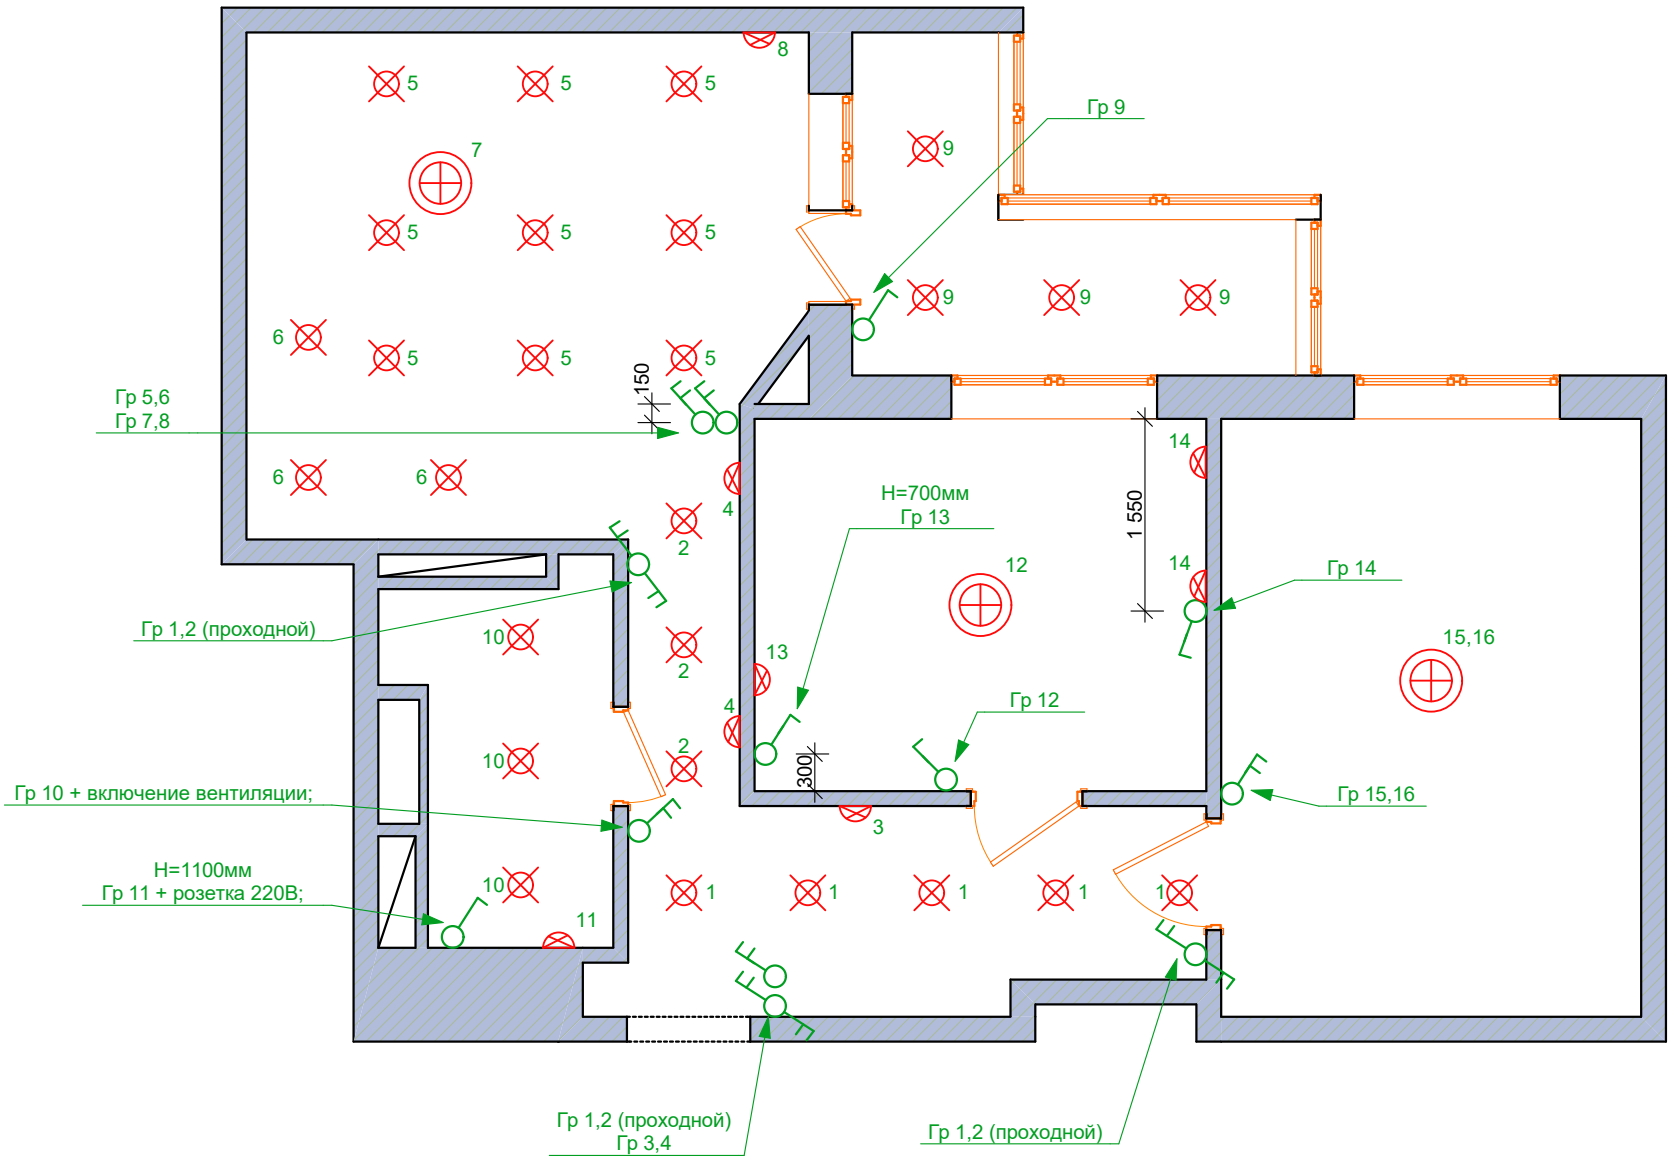 8
5
5
5
Гр 9
7
9
5
5
5
9
9
9
6
5
5
5
150
Гр 5,6
Гр 7,8
14
6
6
4
H=700мм
Гр 13
1 550
2
14
12
Гр 14
Гр 1,2 (проходной)
10
15,16
13
2
4
Гр 12
2
10
300
Гр 10 + включение вентиляции;
Гр 15,16
3
H=1100мм
Гр 11 + розетка 220В;
10
1
1
1
1
1
11
Гр 1,2 (проходной)
Гр 3,4
Гр 1,2 (проходной)